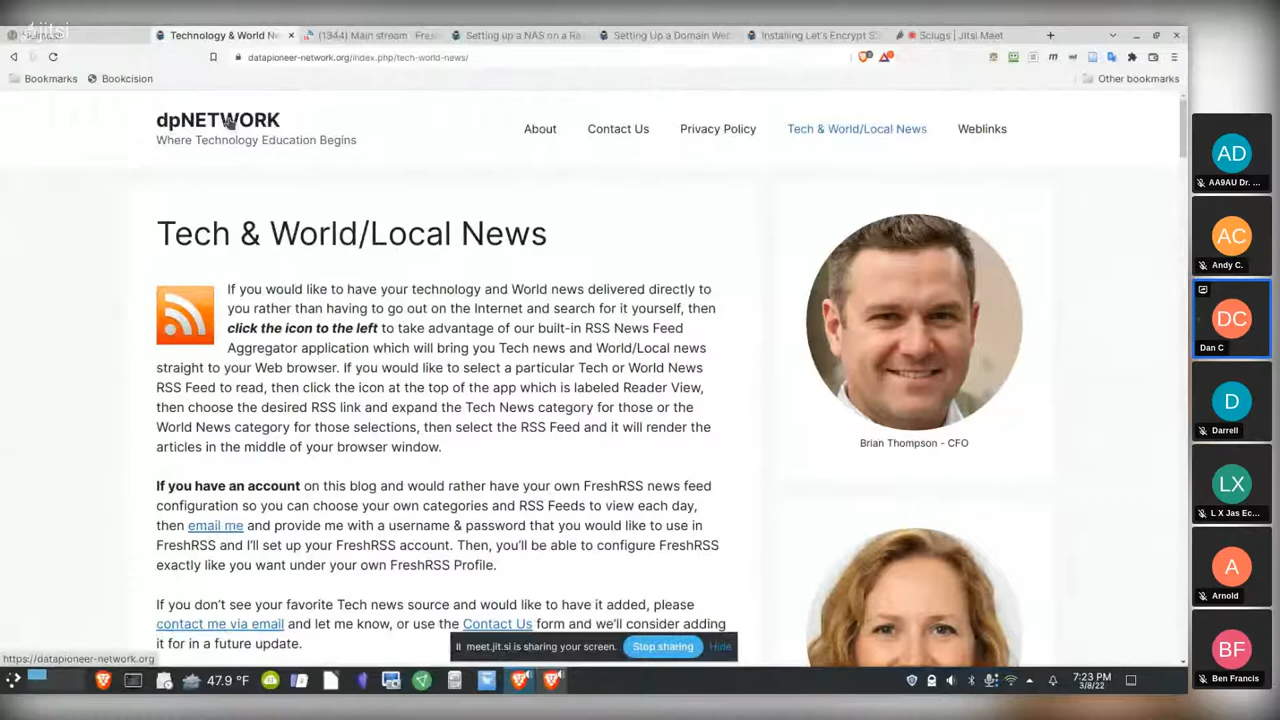 jitsi
Technology & World Ne
(1344) Main stream · Fres
Setting up a NAS on a Ra
Setting Up a Domain Web
Installing Let's Encrypt S
Sclugs | Jitsi Meet
datapioneer-network.org/index.php/tech-world-news/
Bookmarks
Bookcision
Other bookmarks
dpNETWORK
Where Technology Education Begins
About
Contact Us
Privacy Policy
Tech & World/Local News
Weblinks
Tech & World/Local News
If you would like to have your technology and World news delivered directly to
you rather than having to go out on the Internet and search for it yourself, then
click the icon to the left to take advantage of our built-in RSS News Feed
Aggregator application which will bring you Tech news and World/Local news
straight to your Web browser. If you would like to select a particular Tech or World News
RSS Feed to read, then click the icon at the top of the app which is labeled Reader View,
then choose the desired RSS link and expand the Tech News category for those or the
World News category for those selections, then select the RSS Feed and it will render the
articles in the middle of your browser window.
If you have an account on this blog and would rather have your own FreshRSS news feed
configuration so you can choose your own categories and RSS Feeds to view each day,
then email me and provide me with a username & password that you would like to use in
FreshRSS and I'll set up your FreshRSS account. Then, you'll be able to configure FreshRSS
exactly like you want under your own FreshRSS Profile.
If you don't see your favorite Tech news source and would like to have it added, please
contact me via email and let me know, or use the Contact Us form and we'll consider adding
it for in a future update.
Brian Thompson - CFO
meet.jit.si is sharing your screen.
Stop sharing
Hide
https://datapioneer-network.org
47.9 °F
7:23 PM
3/8/22
AD
AA9AU Dr. ...
AC
Andy C.
DC
Dan C
D
Darrell
LX
L X Jas Ec...
A
Arnold
BF
Ben Francis